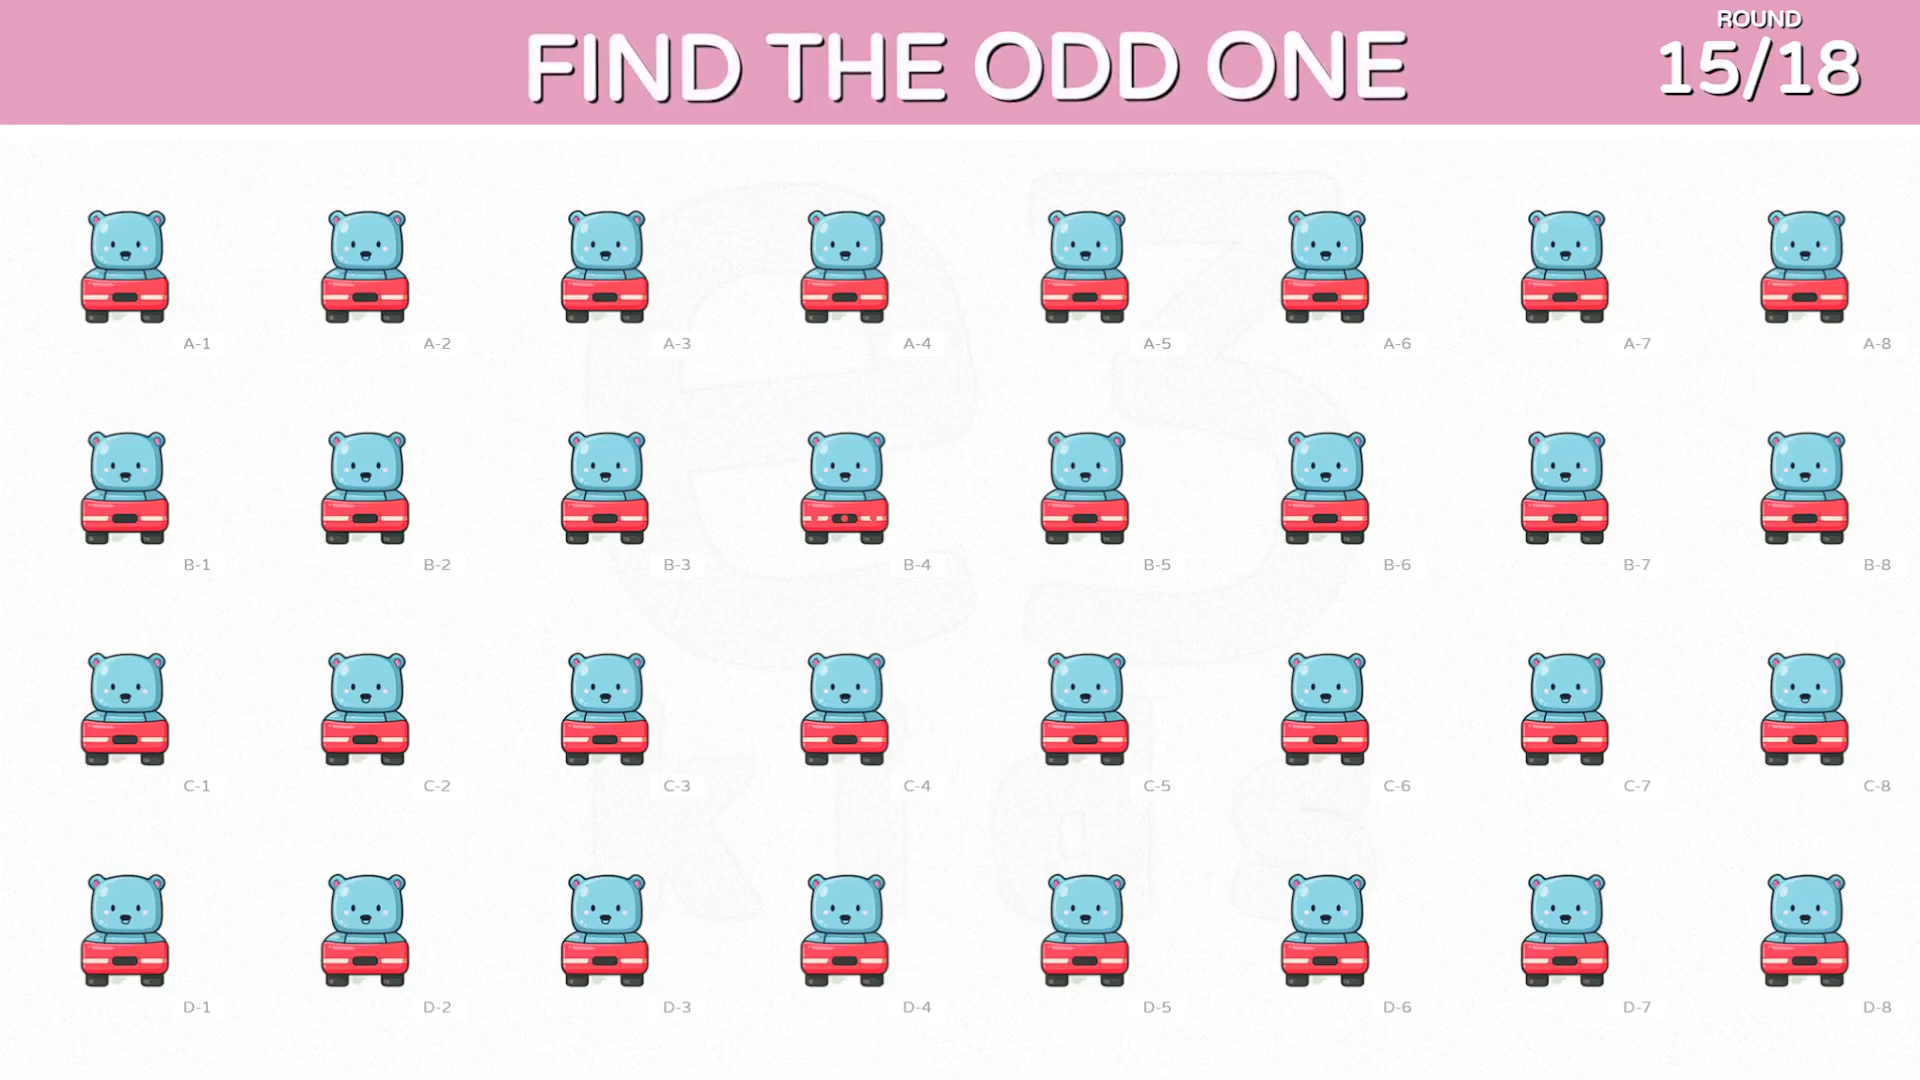 FIND THE ODD ONE
ROUND
15/18
A-1 A-2 A-3 A-4 A-5 A-6 A-7 A-8
B-1 B-2 B-3 B-4 B-5 B-6 B-7 B-8
C-1 C-2 C-3 C-4 C-5 C-6 C-7 C-8
D-1 D-2 D-3 D-4 D-5 D-6 D-7 D-8
e3
kids